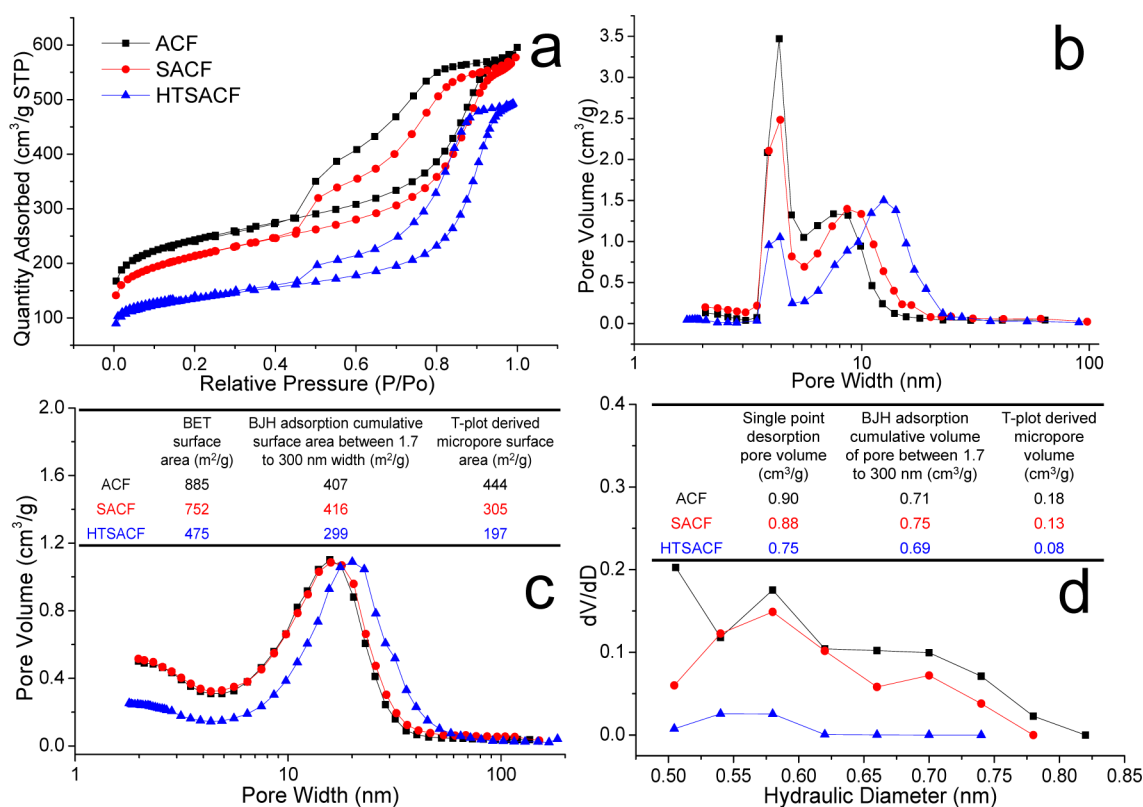 a
ACF
SACF
HTSACF
600
500
400
300
200
100
0.0 0.2 0.4 0.6 0.8 1.0
Relative Pressure (P/Po)
Quantity Adsorbed (cm³/g STP)
b
3.5
3.0
2.5
2.0
1.5
1.0
0.5
0.0
1 10 100
Pore Width (nm)
Pore Volume (cm³/g)
c
2.0
1.6
1.2
0.8
0.4
0.0
BET surface area (m²/g)
BJH adsorption cumulative surface area between 1.7 to 300 nm width (m²/g)
T-plot derived micropore surface area (m²/g)
ACF 885 407 444
SACF 752 416 305
HTSACF 475 299 197
1 10 100
Pore Width (nm)
Pore Volume (cm³/g)
d
0.4
0.3
0.2
0.1
0.0
Single point desorption pore volume (cm³/g)
BJH adsorption cumulative volume of pore between 1.7 to 300 nm (cm³/g)
T-plot derived micropore volume (cm³/g)
ACF 0.90 0.71 0.18
SACF 0.88 0.75 0.13
HTSACF 0.75 0.69 0.08
0.50 0.55 0.60 0.65 0.70 0.75 0.80 0.85
Hydraulic Diameter (nm)
dV/dD